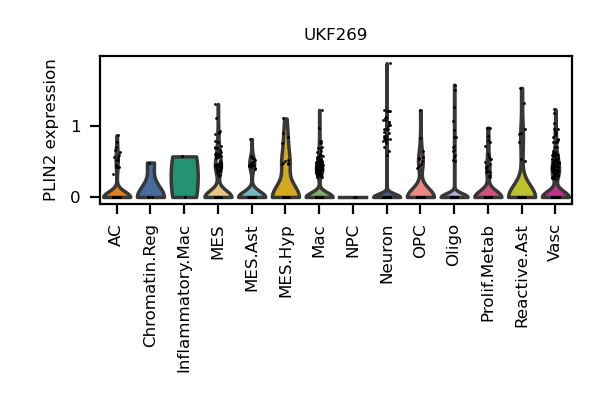 UKF269
PLIN2 expression
1
0
AC
Chromatin.Reg
Inflammatory.Mac
MES
MES.Ast
MES.Hyp
Mac
NPC
Neuron
OPC
Oligo
Prolif.Metab
Reactive.Ast
Vasc